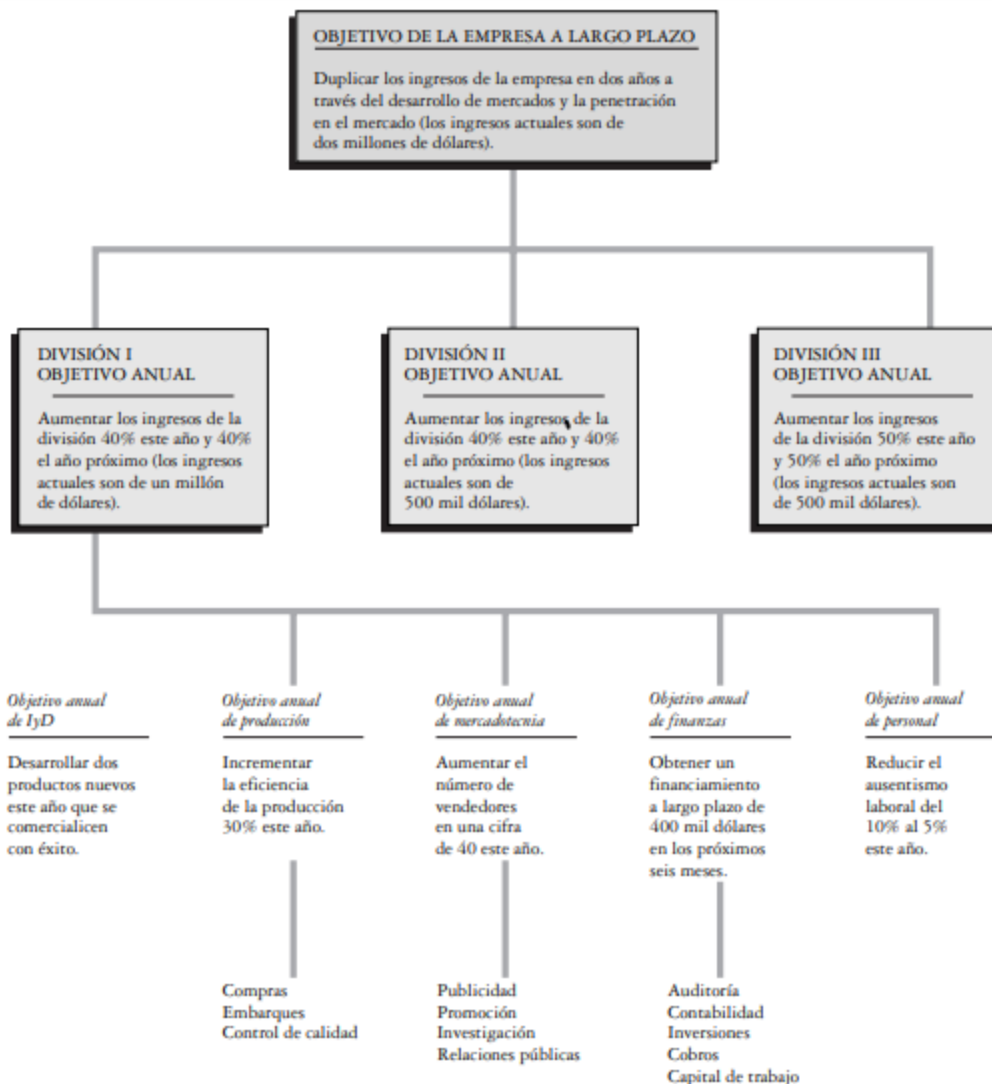 OBJETIVO DE LA EMPRESA A LARGO PLAZO
Duplicar los ingresos de la empresa en dos años a
través del desarrollo de mercados y la penetración
en el mercado (los ingresos actuales son de
dos millones de dólares).
DIVISIÓN I
OBJETIVO ANUAL
Aumentar los ingresos de la
división 40% este año y 40%
el año próximo (los ingresos
actuales son de un millón
de dólares).
DIVISIÓN II
OBJETIVO ANUAL
Aumentar los ingresos de la
división 40% este año y 40%
el año próximo (los ingresos
actuales son de
500 mil dólares).
DIVISIÓN III
OBJETIVO ANUAL
Aumentar los ingresos
de la división 50% este año
y 50% el año próximo
(los ingresos actuales son
de 500 mil dólares).
Objetivo anual
de IyD
Desarrollar dos
productos nuevos
este año que se
comercialicen
con éxito.
Objetivo anual
de producción
Incrementar
la eficiencia
de la producción
30% este año.
Objetivo anual
de mercadotecnia
Aumentar el
número de
vendedores
en una cifra
de 40 este año.
Objetivo anual
de finanzas
Obtener un
financiamiento
a largo plazo de
400 mil dólares
en los próximos
seis meses.
Objetivo anual
de personal
Reducir el
ausentismo
laboral del
10% al 5%
este año.
Compras
Embarques
Control de calidad
Publicidad
Promoción
Investigación
Relaciones públicas
Auditoría
Contabilidad
Inversiones
Cobros
Capital de trabajo